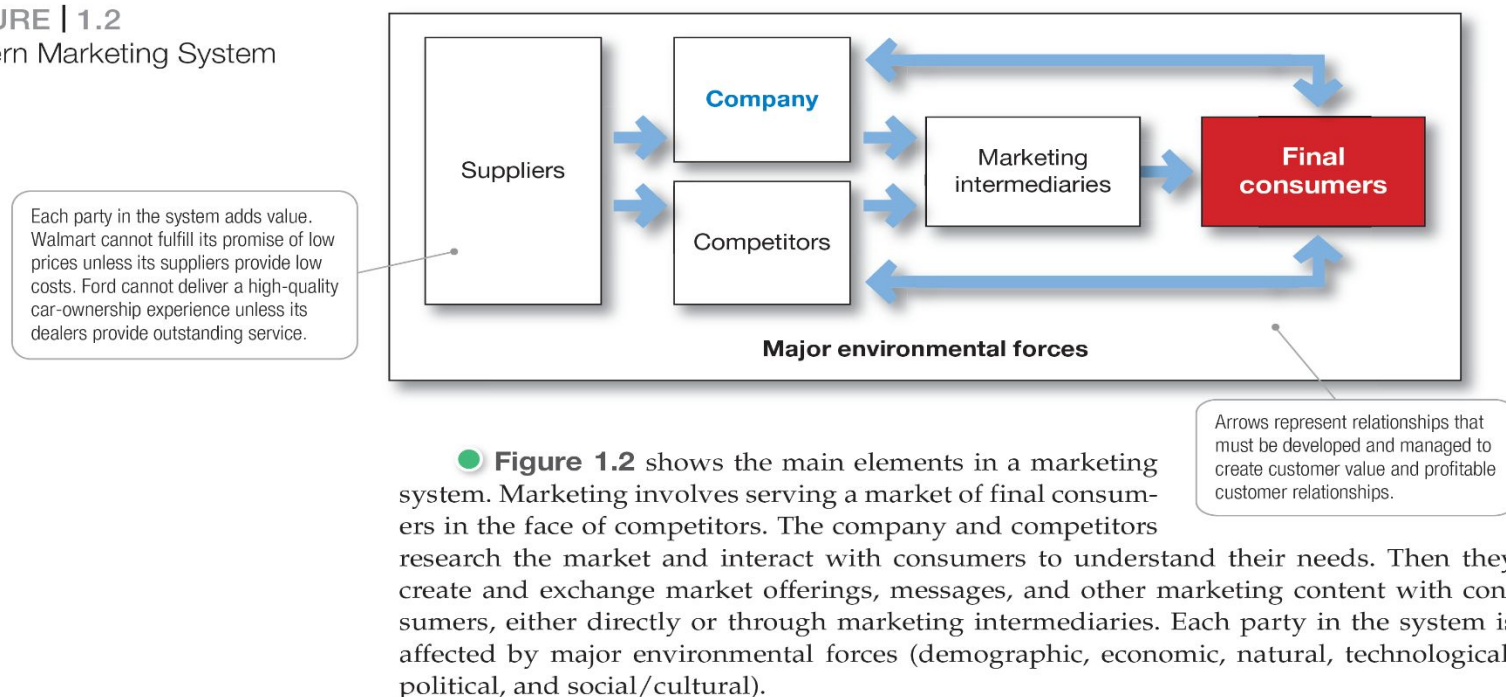 URE | 1.2
ern Marketing System
Suppliers
Company
Competitors
Marketing
intermediaries
Final
consumers
Major environmental forces
Each party in the system adds value.
Walmart cannot fulfill its promise of low
prices unless its suppliers provide low
costs. Ford cannot deliver a high-quality
car-ownership experience unless its
dealers provide outstanding service.
Arrows represent relationships that
must be developed and managed to
create customer value and profitable
customer relationships.
Figure 1.2 shows the main elements in a marketing
system. Marketing involves serving a market of final consum-
ers in the face of competitors. The company and competitors
research the market and interact with consumers to understand their needs. Then they
create and exchange market offerings, messages, and other marketing content with con
sumers, either directly or through marketing intermediaries. Each party in the system is
affected by major environmental forces (demographic, economic, natural, technological
political, and social/cultural).